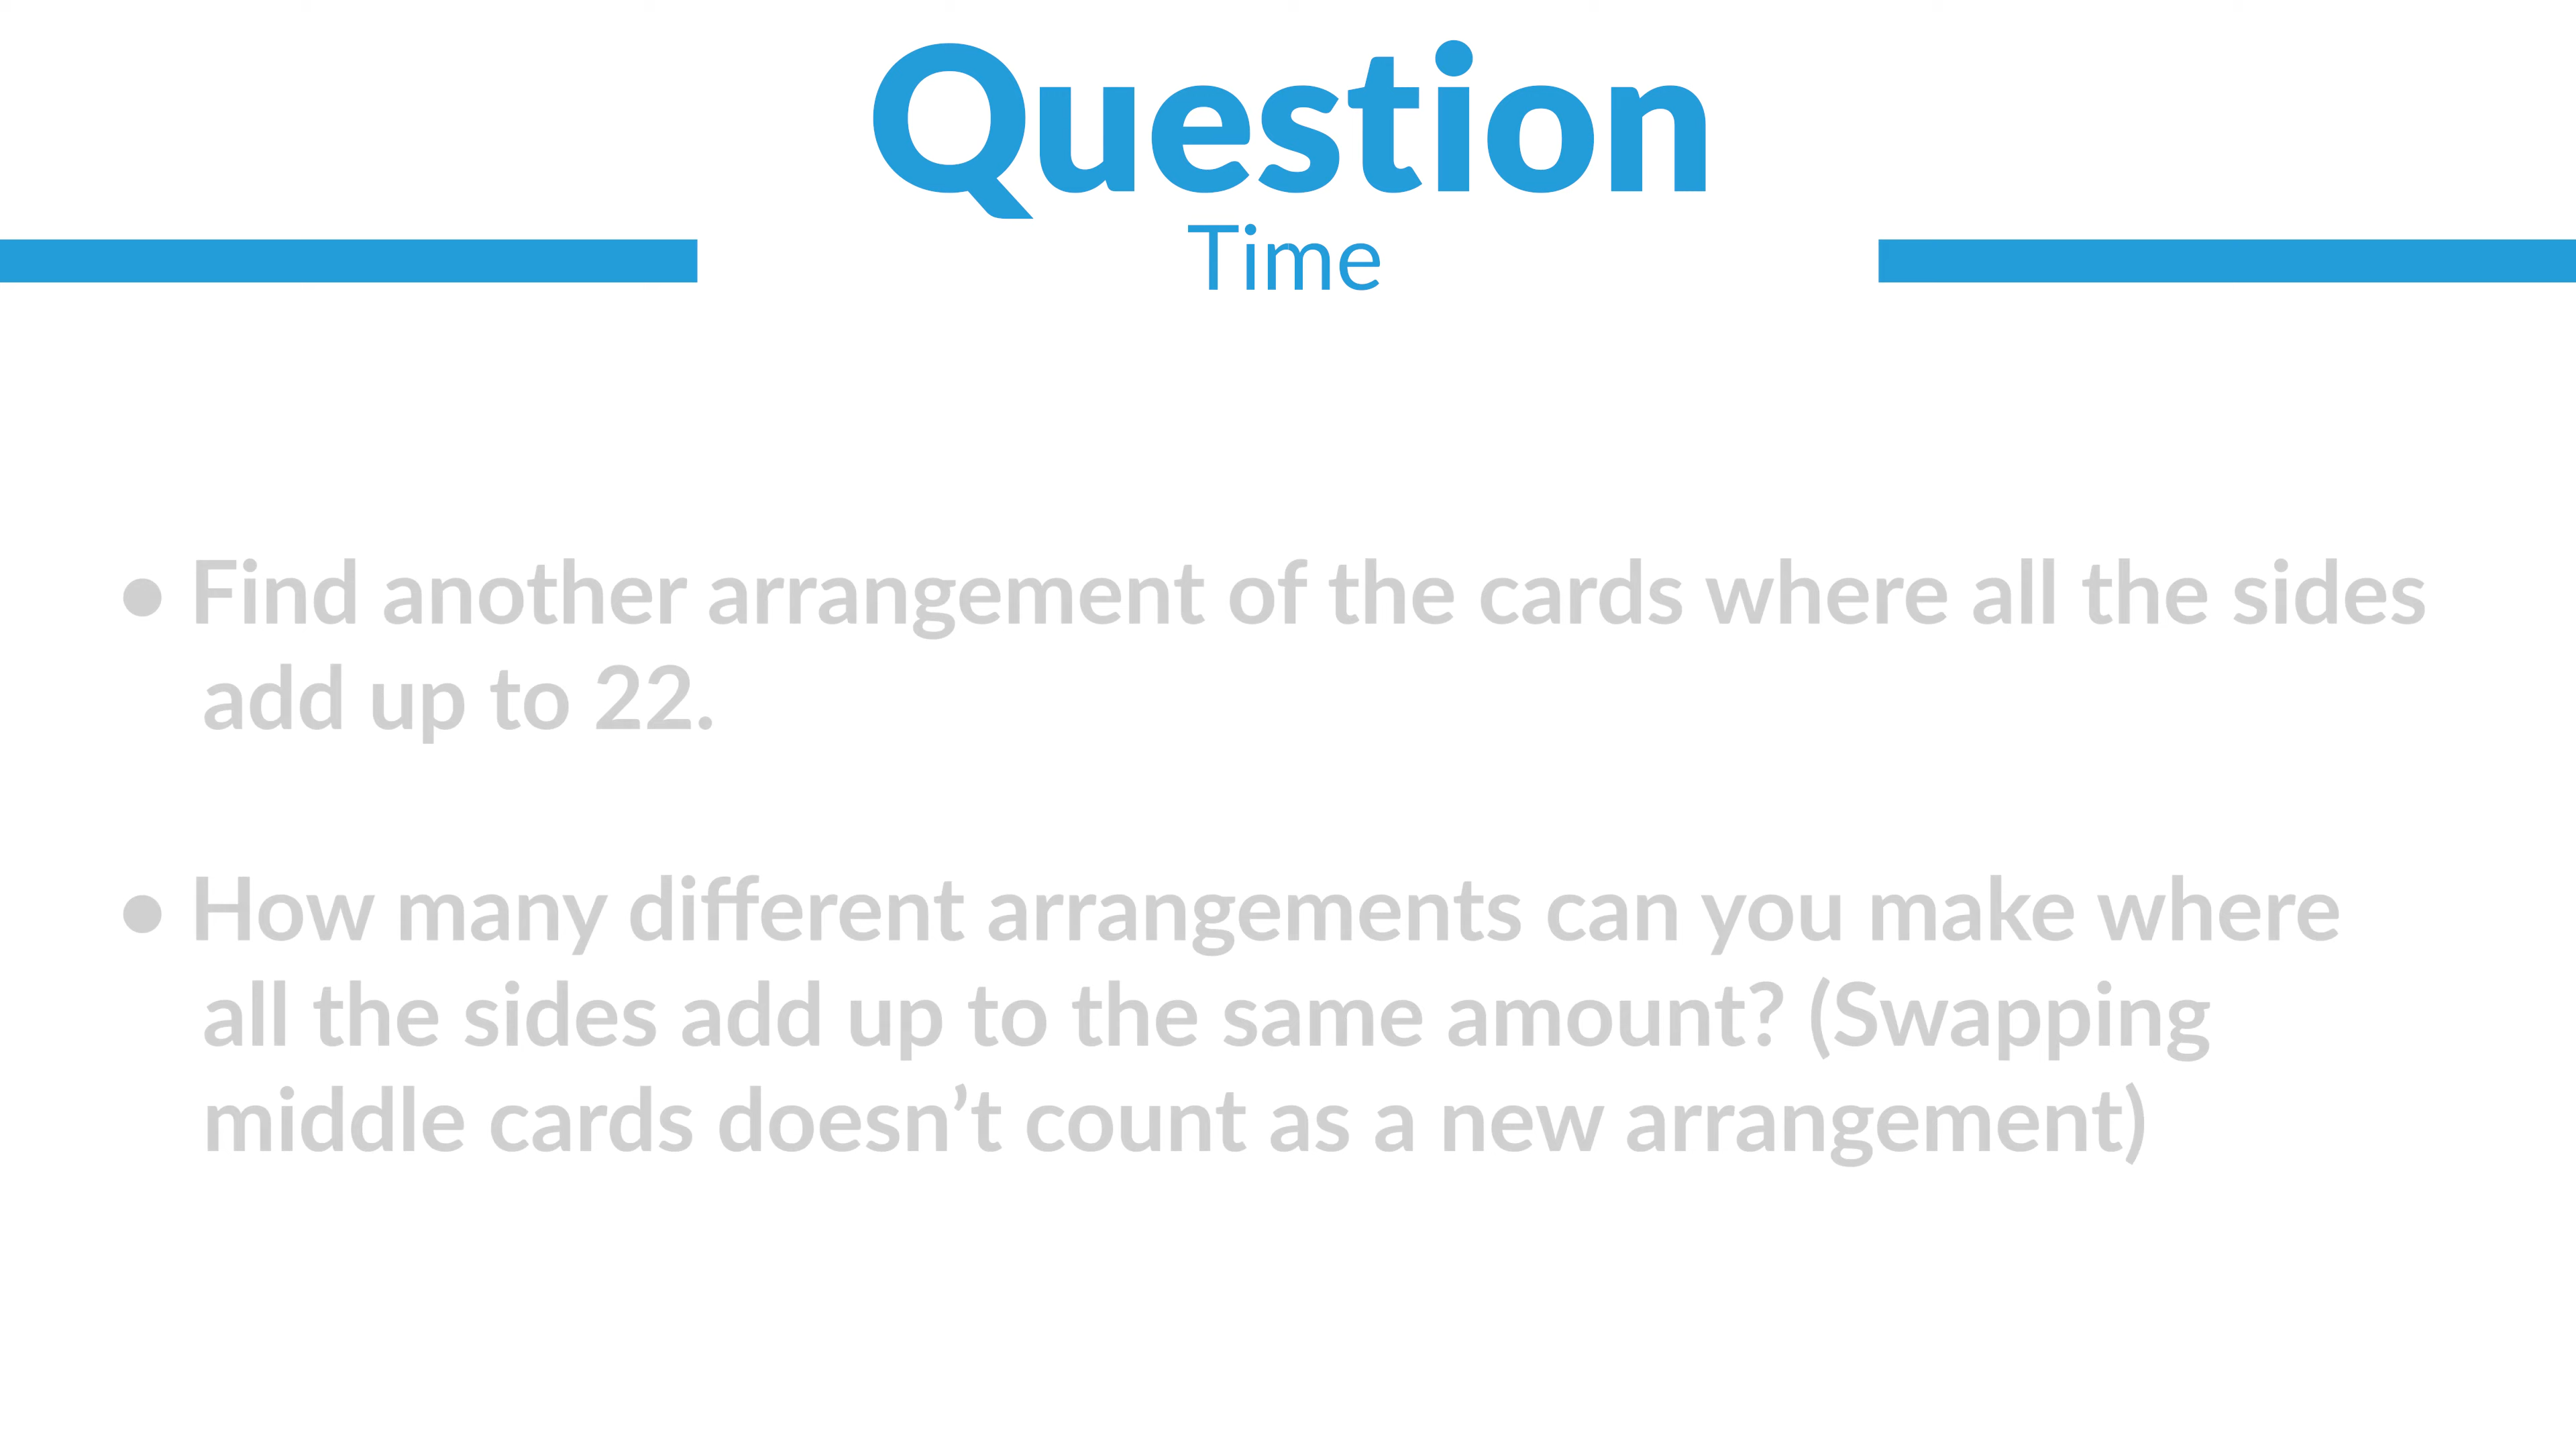 Question
Time
• Find another arrangement of the cards where all the sides
add up to 22.
• How many different arrangements can you make where
all the sides add up to the same amount? (Swapping
middle cards doesn’t count as a new arrangement)